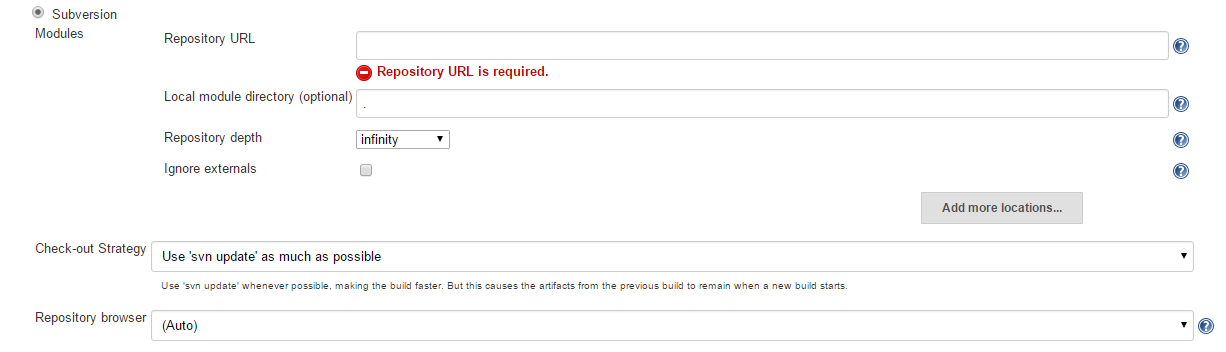 Subversion
Modules
Repository URL
Repository URL is required.
Local module directory (optional)
.
Repository depth
infinity
Ignore externals
Add more locations...
Check-out Strategy
Use 'svn update' as much as possible
Use 'svn update' whenever possible, making the build faster. But this causes the artifacts from the previous build to remain when a new build starts.
Repository browser
(Auto)